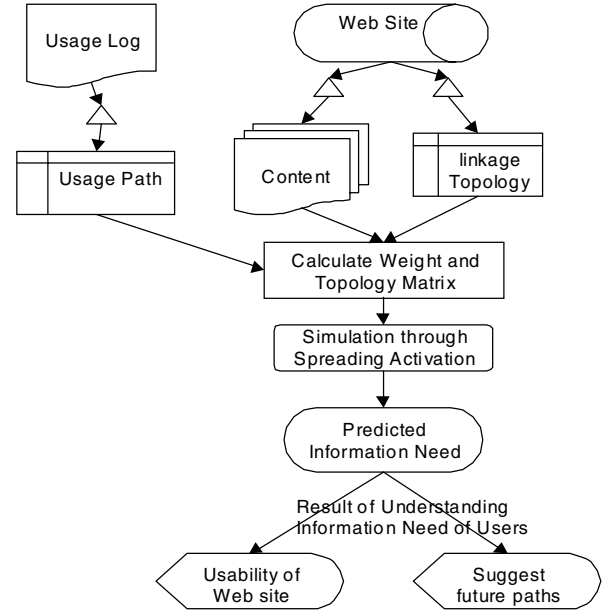 Usage Log
Web Site
Usage Path
Content
linkage
Topology
Calculate Weight and
Topology Matrix
Simulation through
Spreading Activation
Predicted
Information Need
Result of Understanding
Information Need of Users
Usability of
Web site
Suggest
future paths